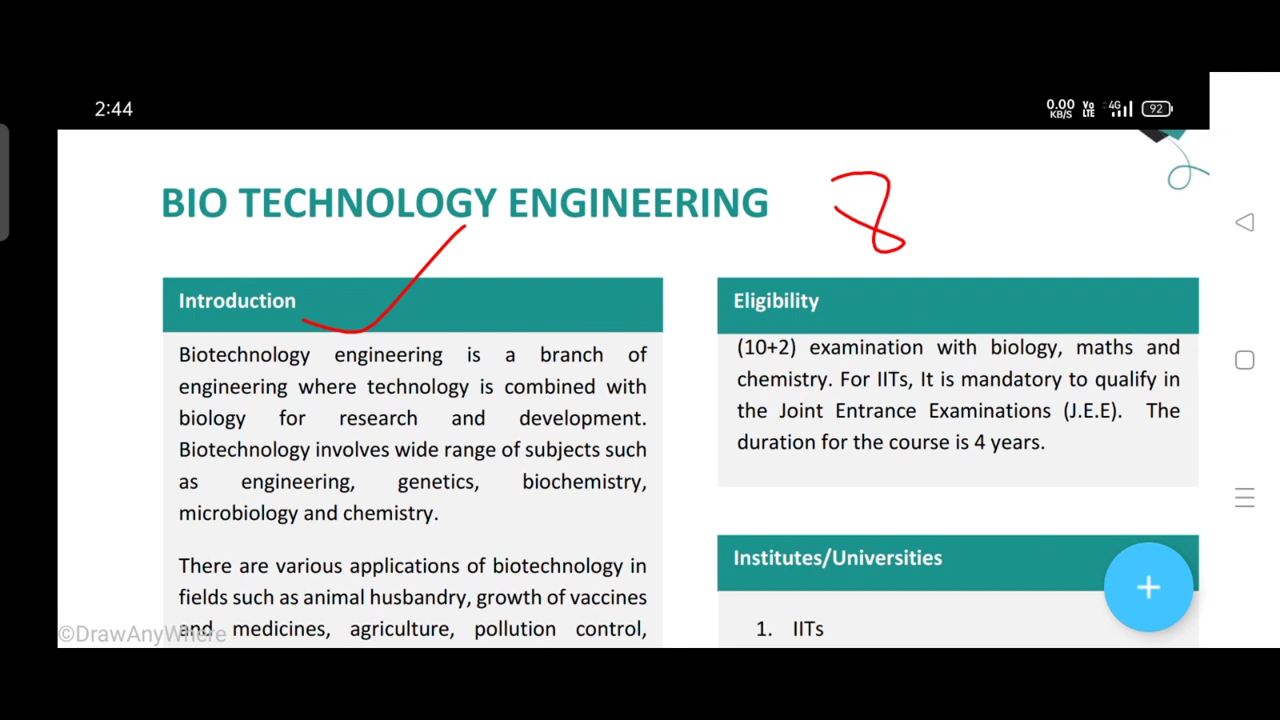 2:44
0.00 KB/S Vo LTE 4G 92
BIO TECHNOLOGY ENGINEERING
8
Introduction
Biotechnology engineering is a branch of
engineering where technology is combined with
biology for research and development.
Biotechnology involves wide range of subjects such
as engineering, genetics, biochemistry,
microbiology and chemistry.
There are various applications of biotechnology in
fields such as animal husbandry, growth of vaccines
and medicines, agriculture, pollution control,
Eligibility
(10+2) examination with biology, maths and
chemistry. For IITs, It is mandatory to qualify in
the Joint Entrance Examinations (J.E.E). The
duration for the course is 4 years.
Institutes/Universities
1. IITs
+
©DrawAnyWhere